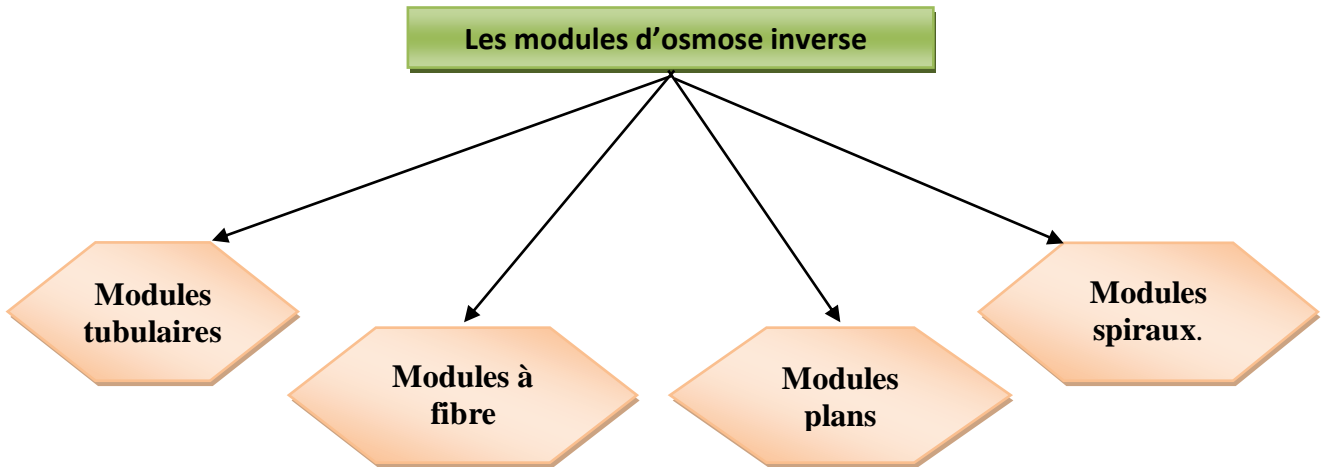 Les modules d’osmose inverse
Modules
tubulaires
Modules à
fibre
Modules
plans
Modules
spiraux.